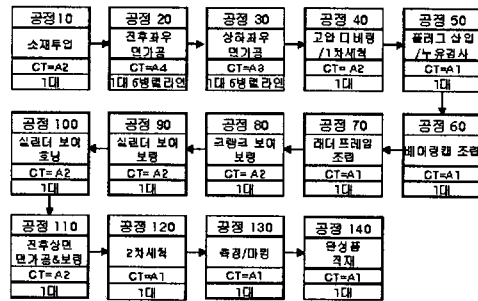 공정10
소재투입
CT=A2
1대
공정 20
전후좌우
면가공
CT=A4
1대 6병렬라인
공정 30
상하좌우
면가공
CT=A3
1대 6병렬라인
공정 40
고압 디버링
/1차세척
CT= A2
1대
공정 50
플러그 삽입
/누유검사
CT=A1
1대
공정 60
베어링캡 조립
CT=A1
1대
공정 70
래더 프레임
조립
CT=A1
1대
공정 80
크랭크 보어
보링
CT= A2
1대
공정 90
실린더 보어
보링
CT= A2
1대
공정 100
실린더 보어
호닝
CT= A2
1대
공정 110
전후상면
면가공&보링
CT=A2
1대
공정 120
2차세척
CT=A1
1대
공정 130
측정/마킹
CT=A1
1대
공정 140
완성품
적재
CT=A1
1대